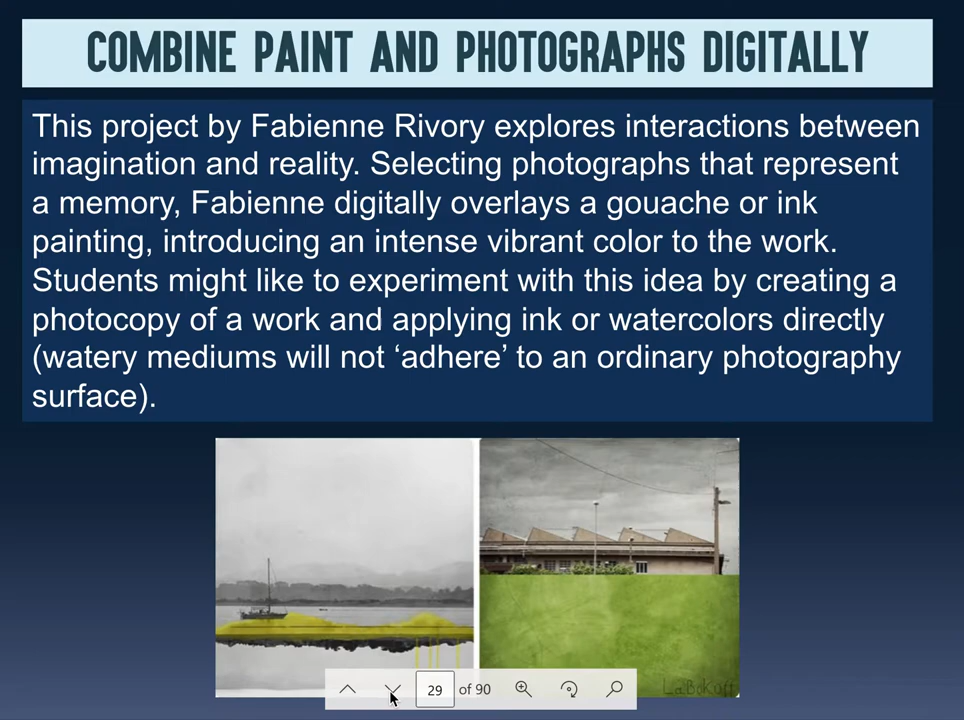 COMBINE PAINT AND PHOTOGRAPHS DIGITALLY
This project by Fabienne Rivory explores interactions between
imagination and reality. Selecting photographs that represent
a memory, Fabienne digitally overlays a gouache or ink
painting, introducing an intense vibrant color to the work.
Students might like to experiment with this idea by creating a
photocopy of a work and applying ink or watercolors directly
(watery mediums will not ‘adhere’ to an ordinary photography
surface).
29 of 90